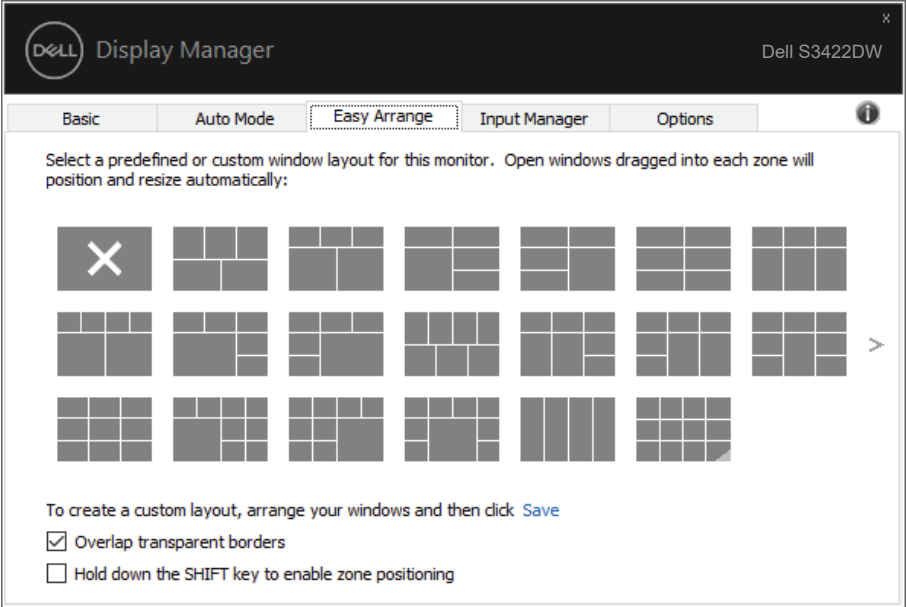 x
DELL Display Manager
Dell S3422DW
Basic Auto Mode Easy Arrange Input Manager Options i
Select a predefined or custom window layout for this monitor. Open windows dragged into each zone will
position and resize automatically:
>
To create a custom layout, arrange your windows and then click Save
Overlap transparent borders
Hold down the SHIFT key to enable zone positioning